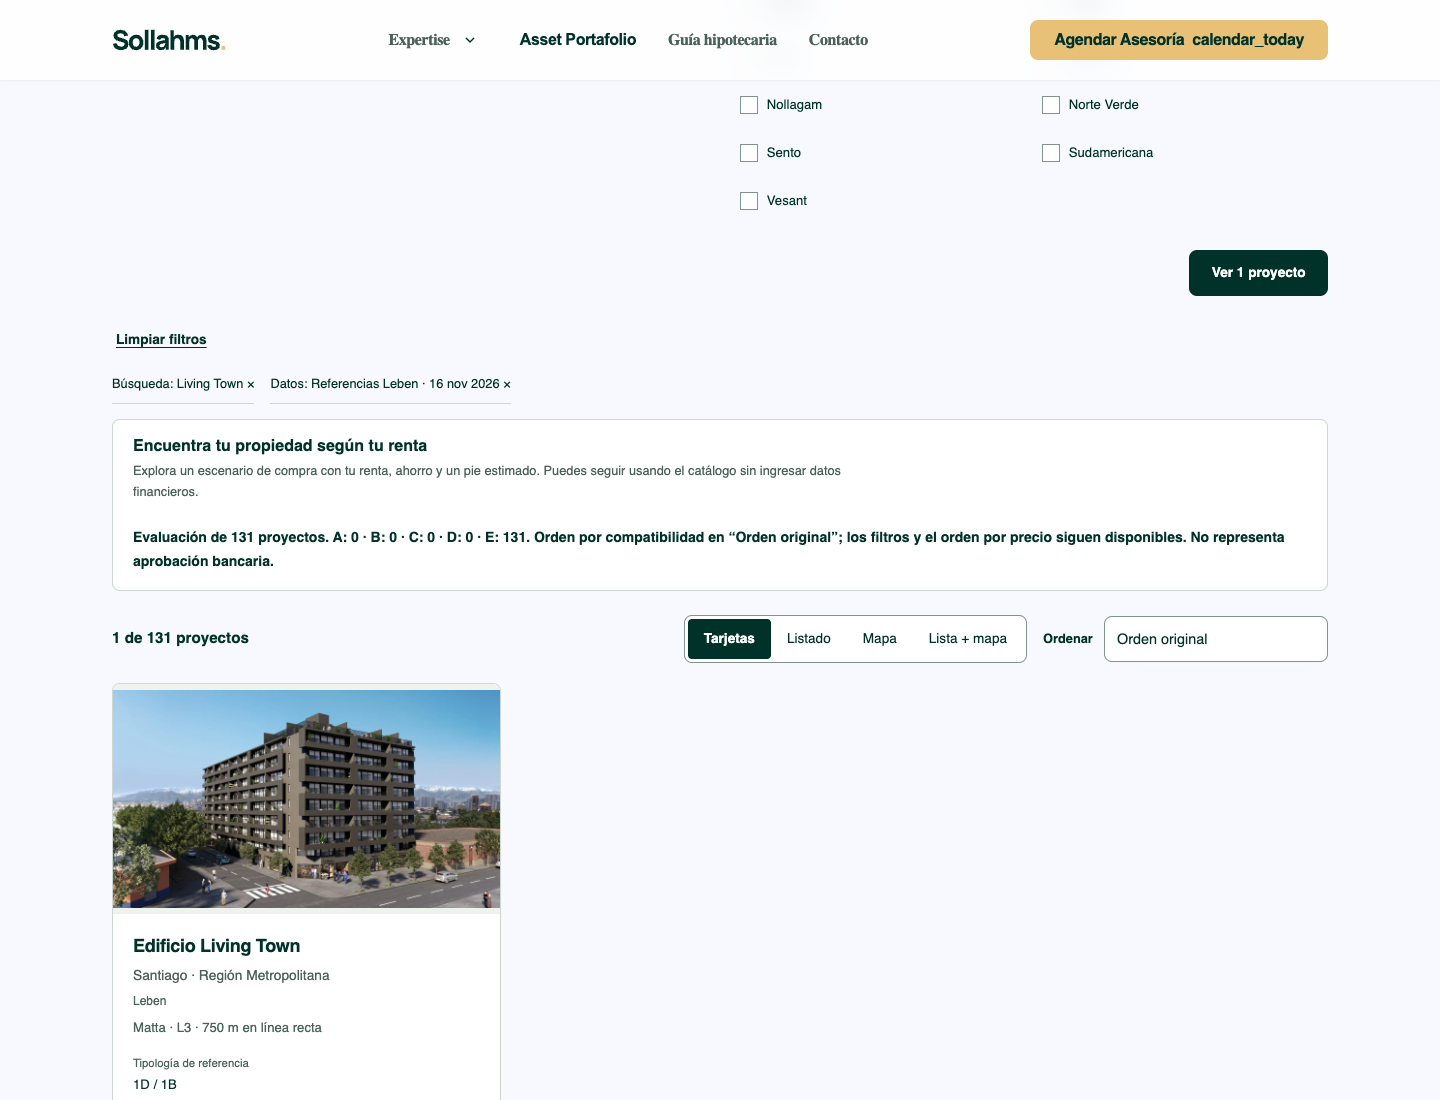 Sollahms.
Expertise
Asset Portafolio
Guía hipotecaria
Contacto
Agendar Asesoría calendar_today
Nollagam
Norte Verde
Sento
Sudamericana
Vesant
Ver 1 proyecto
Limpiar filtros
Búsqueda: Living Town ×
Datos: Referencias Leben · 16 nov 2026 ×
Encuentra tu propiedad según tu renta
Explora un escenario de compra con tu renta, ahorro y un pie estimado. Puedes seguir usando el catálogo sin ingresar datos
financieros.
Evaluación de 131 proyectos. A: 0 · B: 0 · C: 0 · D: 0 · E: 131. Orden por compatibilidad en “Orden original”; los filtros y el orden por precio siguen disponibles. No representa
aprobación bancaria.
1 de 131 proyectos
Tarjetas
Listado
Mapa
Lista + mapa
Ordenar
Orden original
Edificio Living Town
Santiago · Región Metropolitana
Leben
Matta · L3 · 750 m en línea recta
Tipología de referencia
1D / 1B